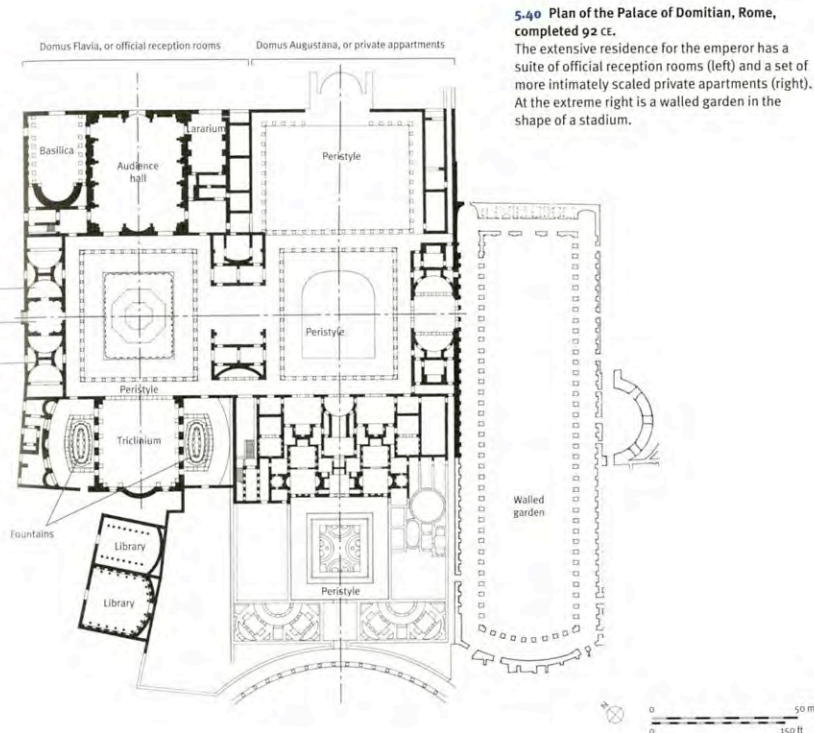 5.40 Plan of the Palace of Domitian, Rome,
completed 92 CE.
The extensive residence for the emperor has a
suite of official reception rooms (left) and a set of
more intimately scaled private apartments (right).
At the extreme right is a walled garden in the
shape of a stadium.
Domus Flavia, or official reception rooms
Domus Augustana, or private appartments
Basilica
Audience
hall
Lararium
Peristyle
Peristyle
Peristyle
Triclinium
Fountains
Library
Library
Peristyle
Walled
garden
N
0
50 m
0
150 ft